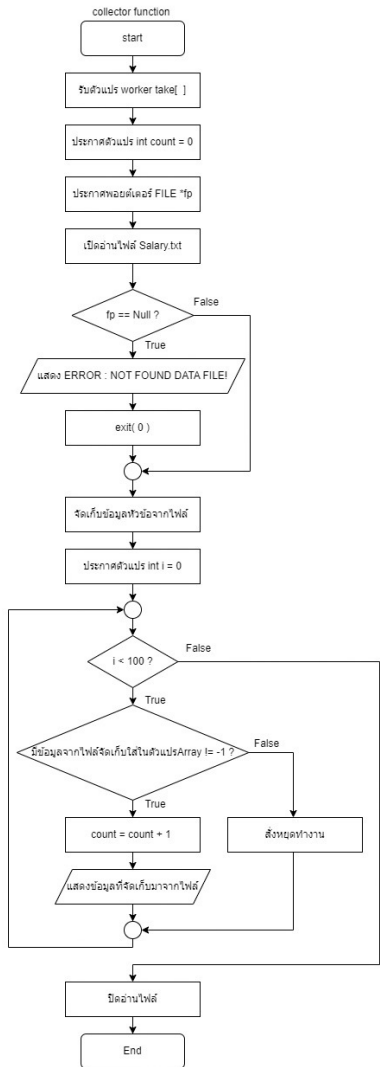 collector function
start
รับตัวแปร worker take[  ]
ประกาศตัวแปร int count = 0
ประกาศพอยต์เตอร์ FILE *fp
เปิดอ่านไฟล์ Salary.txt
fp == Null ?
False
True
แสดง ERROR : NOT FOUND DATA FILE!
exit( 0 )
จัดเก็บข้อมูลหัวข้อจากไฟล์
ประกาศตัวแปร int i = 0
i < 100 ?
False
True
มีข้อมูลจากไฟล์จัดเก็บใส่ในตัวแปรArray != -1 ?
False
True
count = count + 1
สั่งหยุดทำงาน
แสดงข้อมูลที่จัดเก็บมาจากไฟล์
ปิดอ่านไฟล์
End